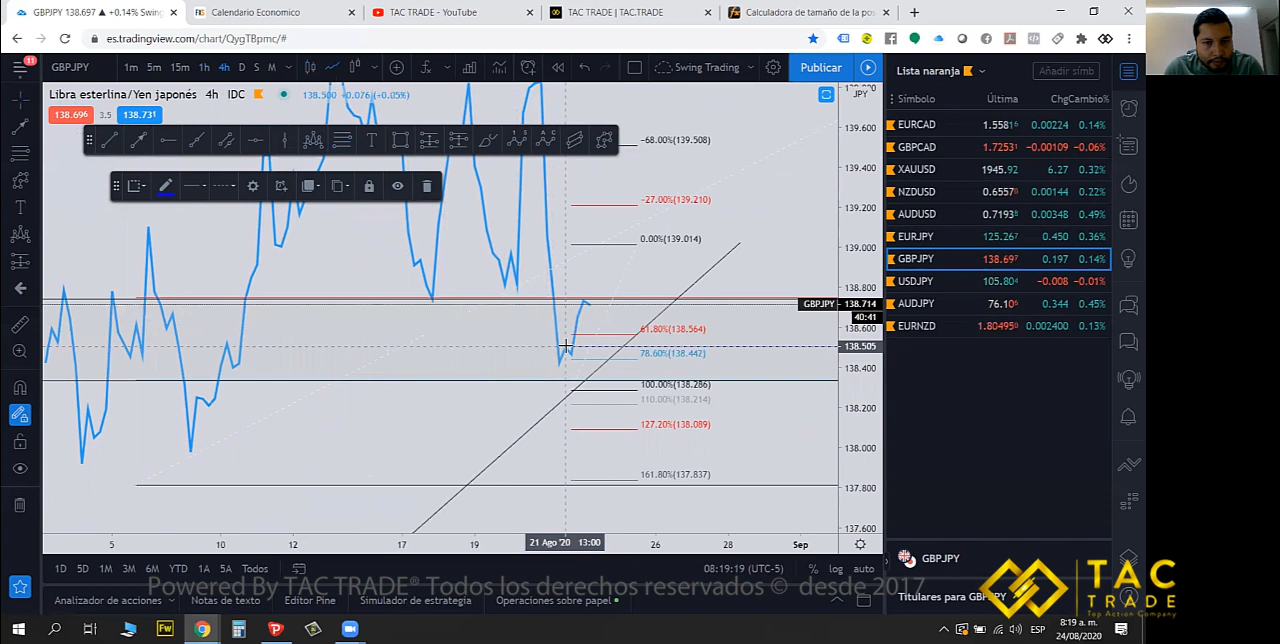 GBPJPY 138.697 ▲ +0.14% Swing
Calendario Economico
TAC TRADE - YouTube
TAC TRADE | TAC.TRADE
Calculadora de tamaño de la pos
es.tradingview.com/chart/QygTBpmc/#
11
GBPJPY 1m 5m 15m 1h 4h D S M
Swing Trading
Publicar
Lista naranja
Añadir símb
Libra esterlina/Yen japonés 4h IDC
138.500 +0.076 (+0.05%)
JPY
Símbolo Última Chg Cambio%
138.696 3.5 138.731
EURCAD 1.55816 0.00224 0.14%
GBPCAD 1.72531 -0.00109 -0.06%
XAUUSD 1945.92 6.27 0.32%
NZDUSD 0.6557 0.00144 0.22%
AUDUSD 0.71938 0.00348 0.49%
EURJPY 125.267 0.450 0.36%
GBPJPY 138.697 0.197 0.14%
USDJPY 105.804 -0.008 -0.01%
AUDJPY 76.106 0.344 0.45%
EURNZD 1.80495 0.002400 0.13%
-68.00%(139.508)
-27.00%(139.210)
0.00%(139.014)
61.80%(138.564)
78.60%(138.442)
100.00%(138.286)
110.00%(138.214)
127.20%(138.089)
161.80%(137.837)
139.600
139.400
139.200
139.000
138.800
GBPJPY 138.714
40:41
138.600
138.505
138.400
138.200
138.000
137.800
137.600
5 10 12 17 19 21 Ago '20 13:00 26 28 Sep
1D 5D 1M 3M 6M YTD 1A 5A Todos
08:19:19 (UTC-5) % log auto
GBPJPY
Powered By TAC TRADE® Todos los derechos reservados © desde 2017
Analizador de acciones Notas de texto Editor Pine Simulador de estrategia Operaciones sobre papel
Titulares para GBPJPY
TAC
TRADE
Top Action Company
Fw
ESP
8:19 a. m.
24/08/2020